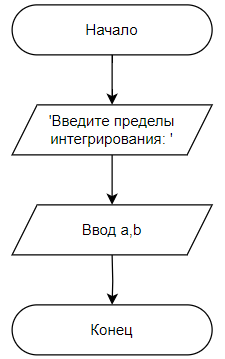 Начало
'Введите пределы
интегрирования: '
Ввод a,b
Конец